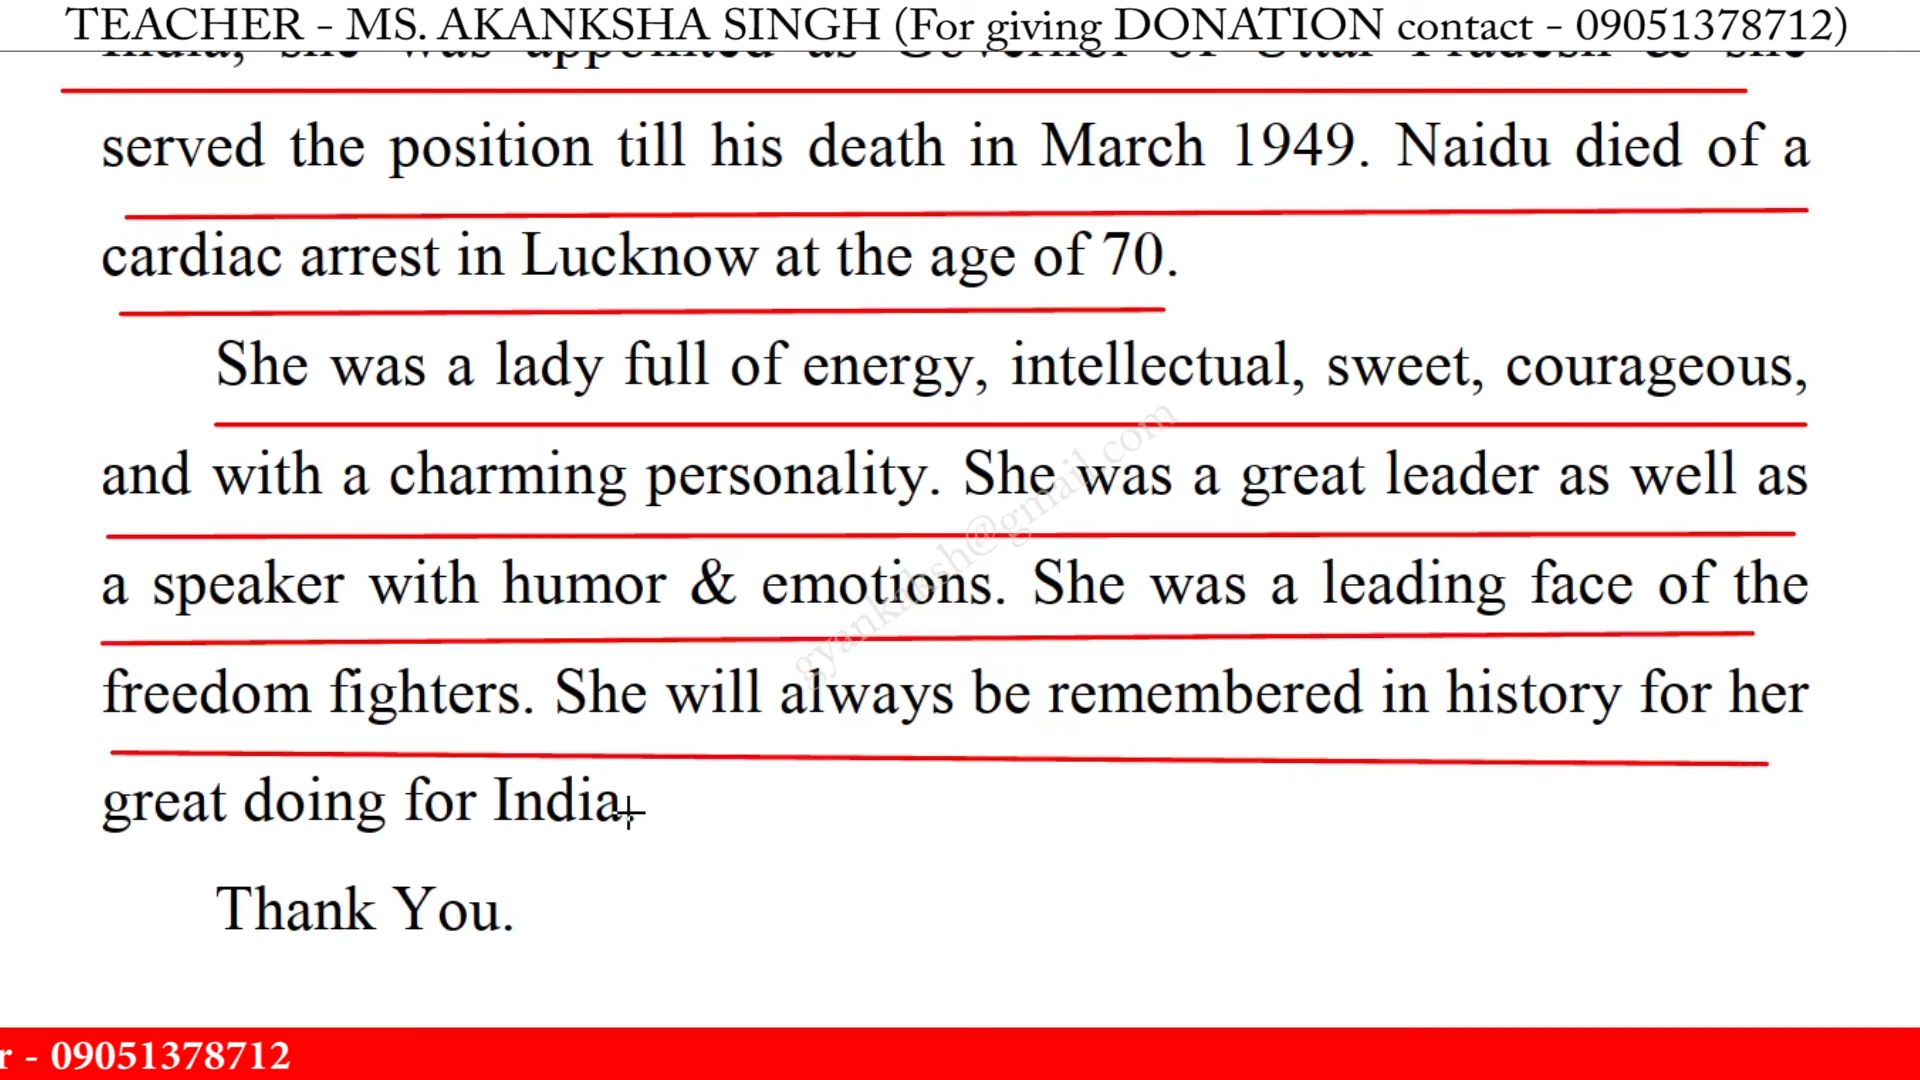 TEACHER - MS. AKANKSHA SINGH (For giving DONATION contact - 09051378712)
India, she was appointed as Governer of Uttar Pradesh & she
served the position till his death in March 1949. Naidu died of a
cardiac arrest in Lucknow at the age of 70.
She was a lady full of energy, intellectual, sweet, courageous,
and with a charming personality. She was a great leader as well as
a speaker with humor & emotions. She was a leading face of the
freedom fighters. She will always be remembered in history for her
great doing for India.
Thank You.
gyankaksh@gmail.com
r - 09051378712